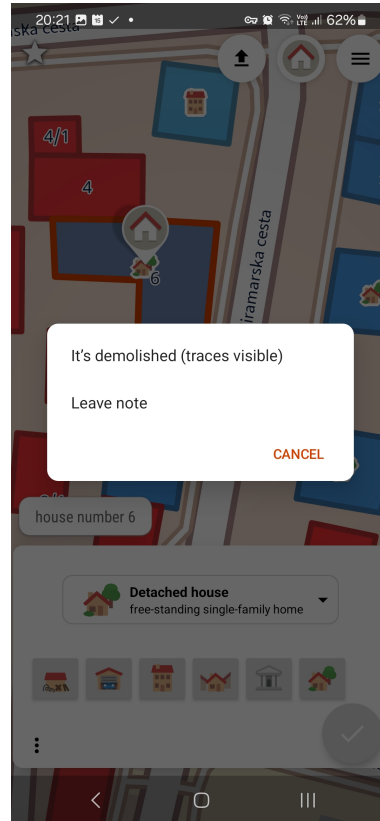 20:21 62%
ska cesta
4/1
4
6
iramarska cesta
It's demolished (traces visible)
Leave note
CANCEL
house number 6
Detached house
free-standing single-family home